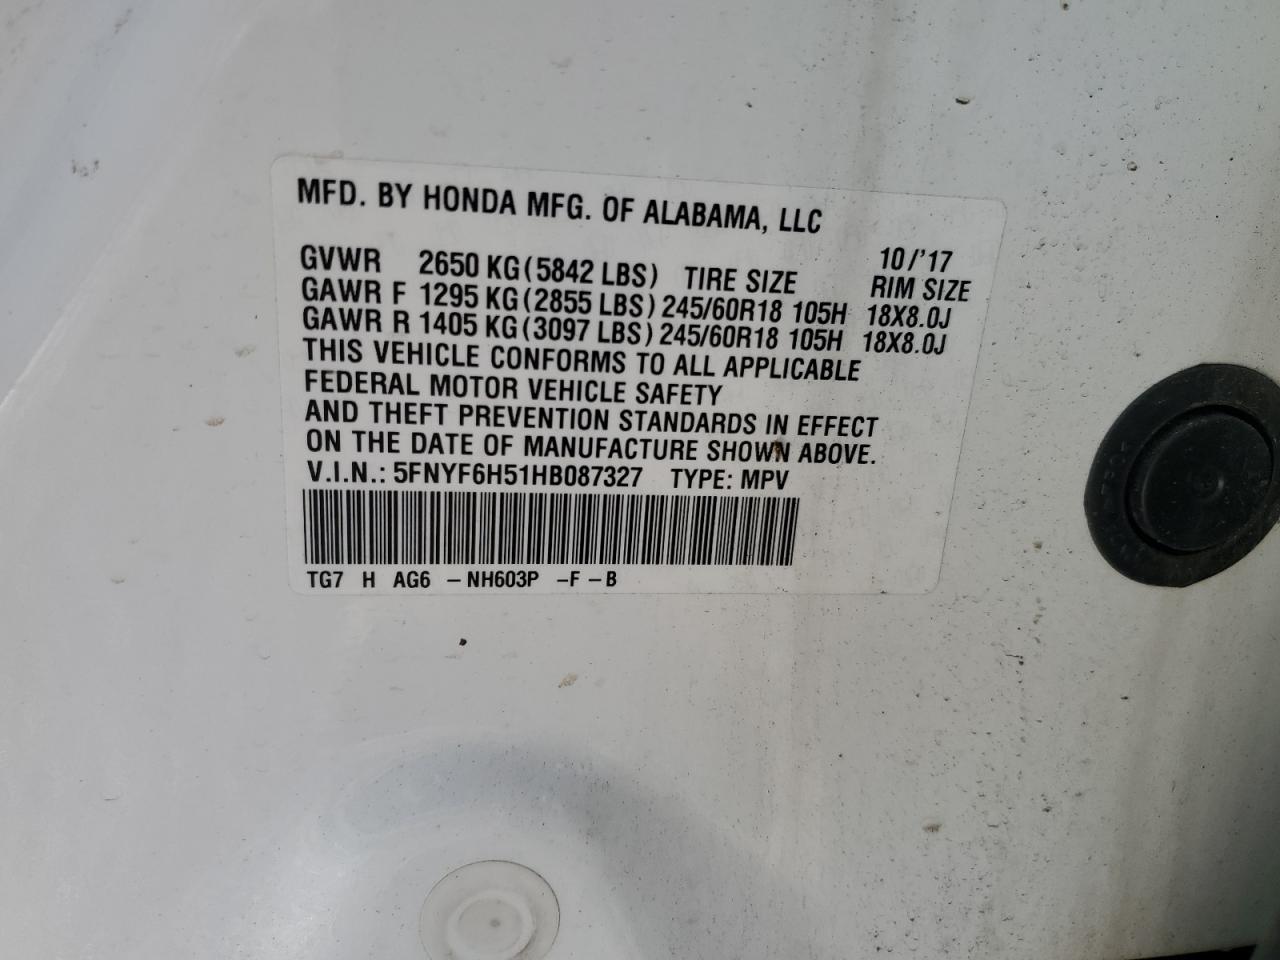 MFD. BY HONDA MFG. OF ALABAMA, LLC
10/'17
GVWR 2650 KG(5842 LBS) TIRE SIZE RIM SIZE
GAWR F 1295 KG(2855 LBS) 245/60R18 105H 18X8.0J
GAWR R 1405 KG(3097 LBS) 245/60R18 105H 18X8.0J
THIS VEHICLE CONFORMS TO ALL APPLICABLE
FEDERAL MOTOR VEHICLE SAFETY
AND THEFT PREVENTION STANDARDS IN EFFECT
ON THE DATE OF MANUFACTURE SHOWN ABOVE.
V.I.N.: 5FNYF6H51HB087327 TYPE: MPV
TG7 H AG6 -NH603P -F -B